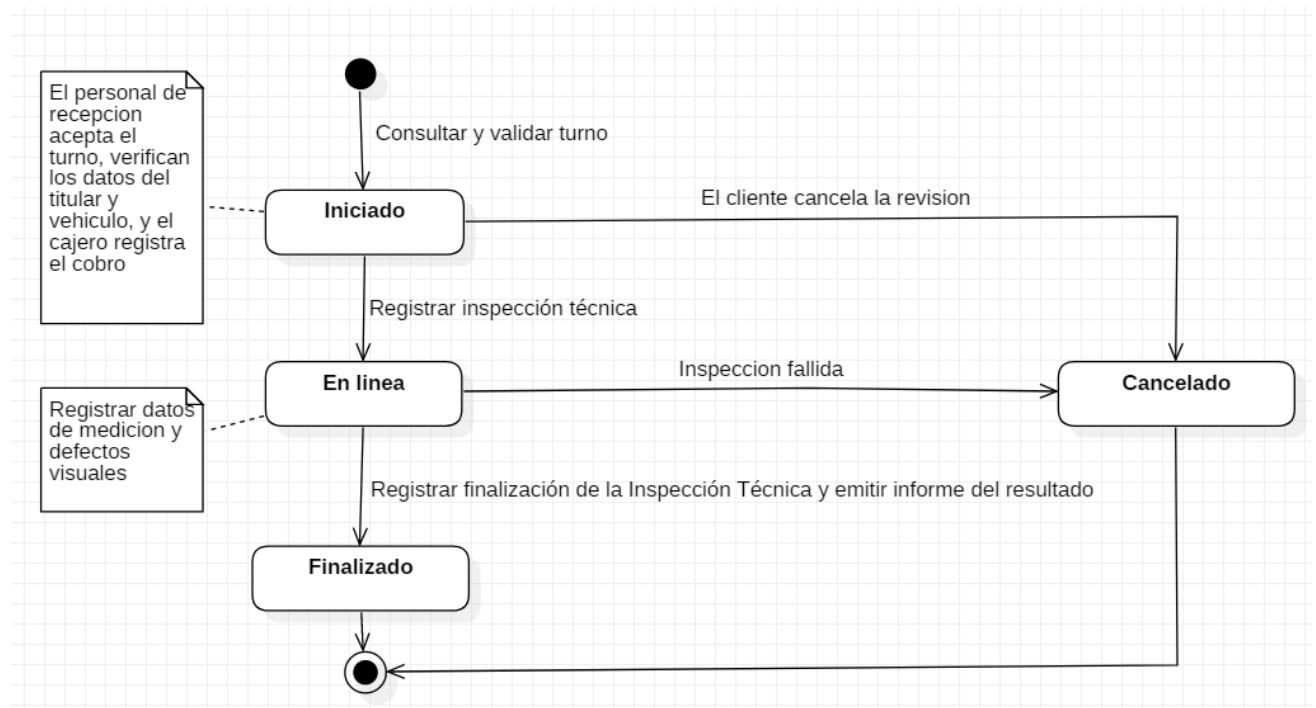 El personal de
recepcion
acepta el
turno, verifican
los datos del
titular y
vehiculo, y el
cajero registra
el cobro
Consultar y validar turno
Iniciado
El cliente cancela la revision
Registrar inspección técnica
En linea
Inspeccion fallida
Cancelado
Registrar datos
de medicion y
defectos
visuales
Registrar finalización de la Inspección Técnica y emitir informe del resultado
Finalizado